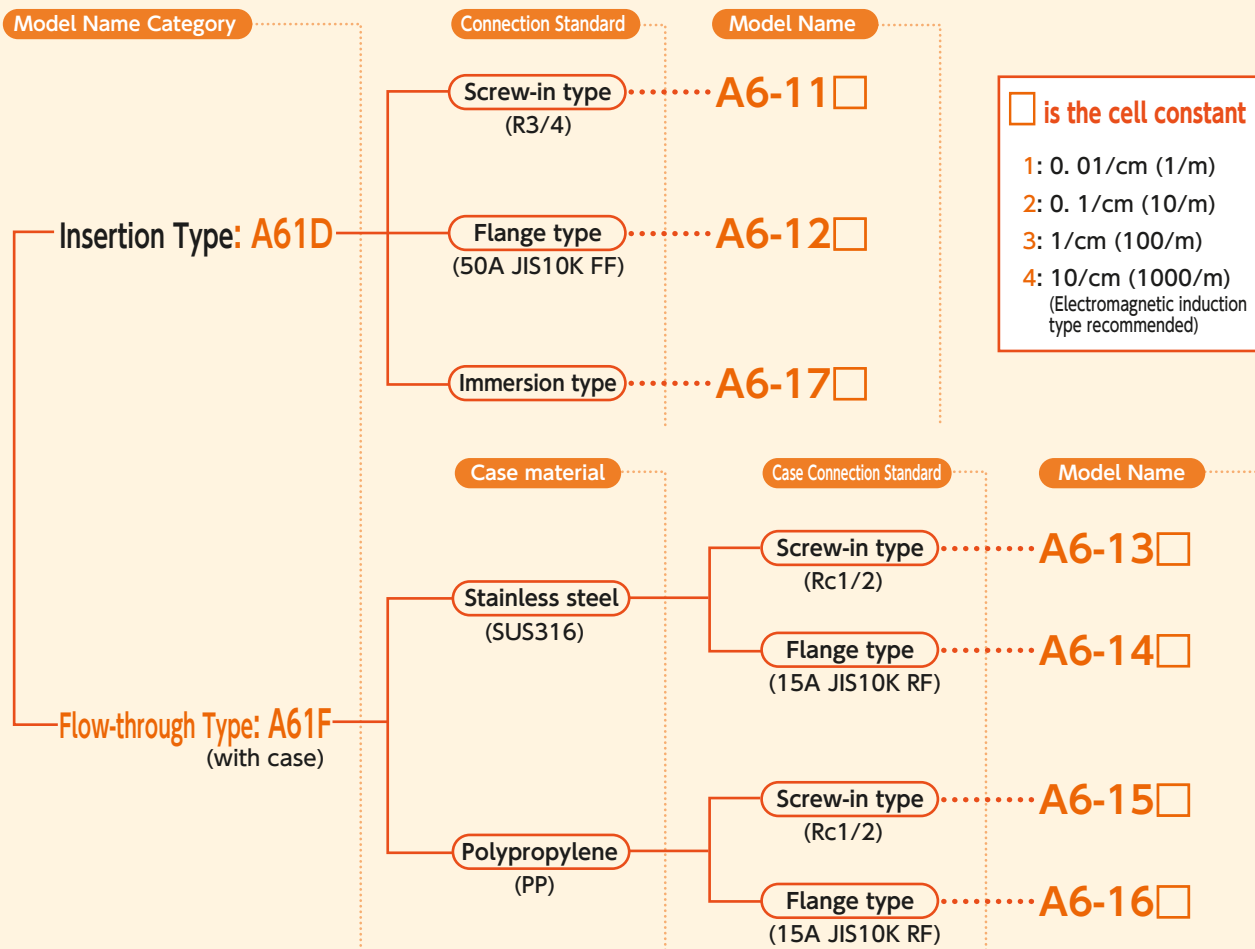 Model Name Category
Connection Standard
Model Name
Screw-in type
(R3/4)
A6-11□
□ is the cell constant
1: 0. 01/cm (1/m)
2: 0. 1/cm (10/m)
3: 1/cm (100/m)
4: 10/cm (1000/m)
(Electromagnetic induction
type recommended)
Insertion Type: A61D
Flange type
(50A JIS10K FF)
A6-12□
Immersion type
A6-17□
Case material
Case Connection Standard
Model Name
Screw-in type
(Rc1/2)
A6-13□
Stainless steel
(SUS316)
Flange type
(15A JIS10K RF)
A6-14□
Flow-through Type: A61F
(with case)
Screw-in type
(Rc1/2)
A6-15□
Polypropylene
(PP)
Flange type
(15A JIS10K RF)
A6-16□